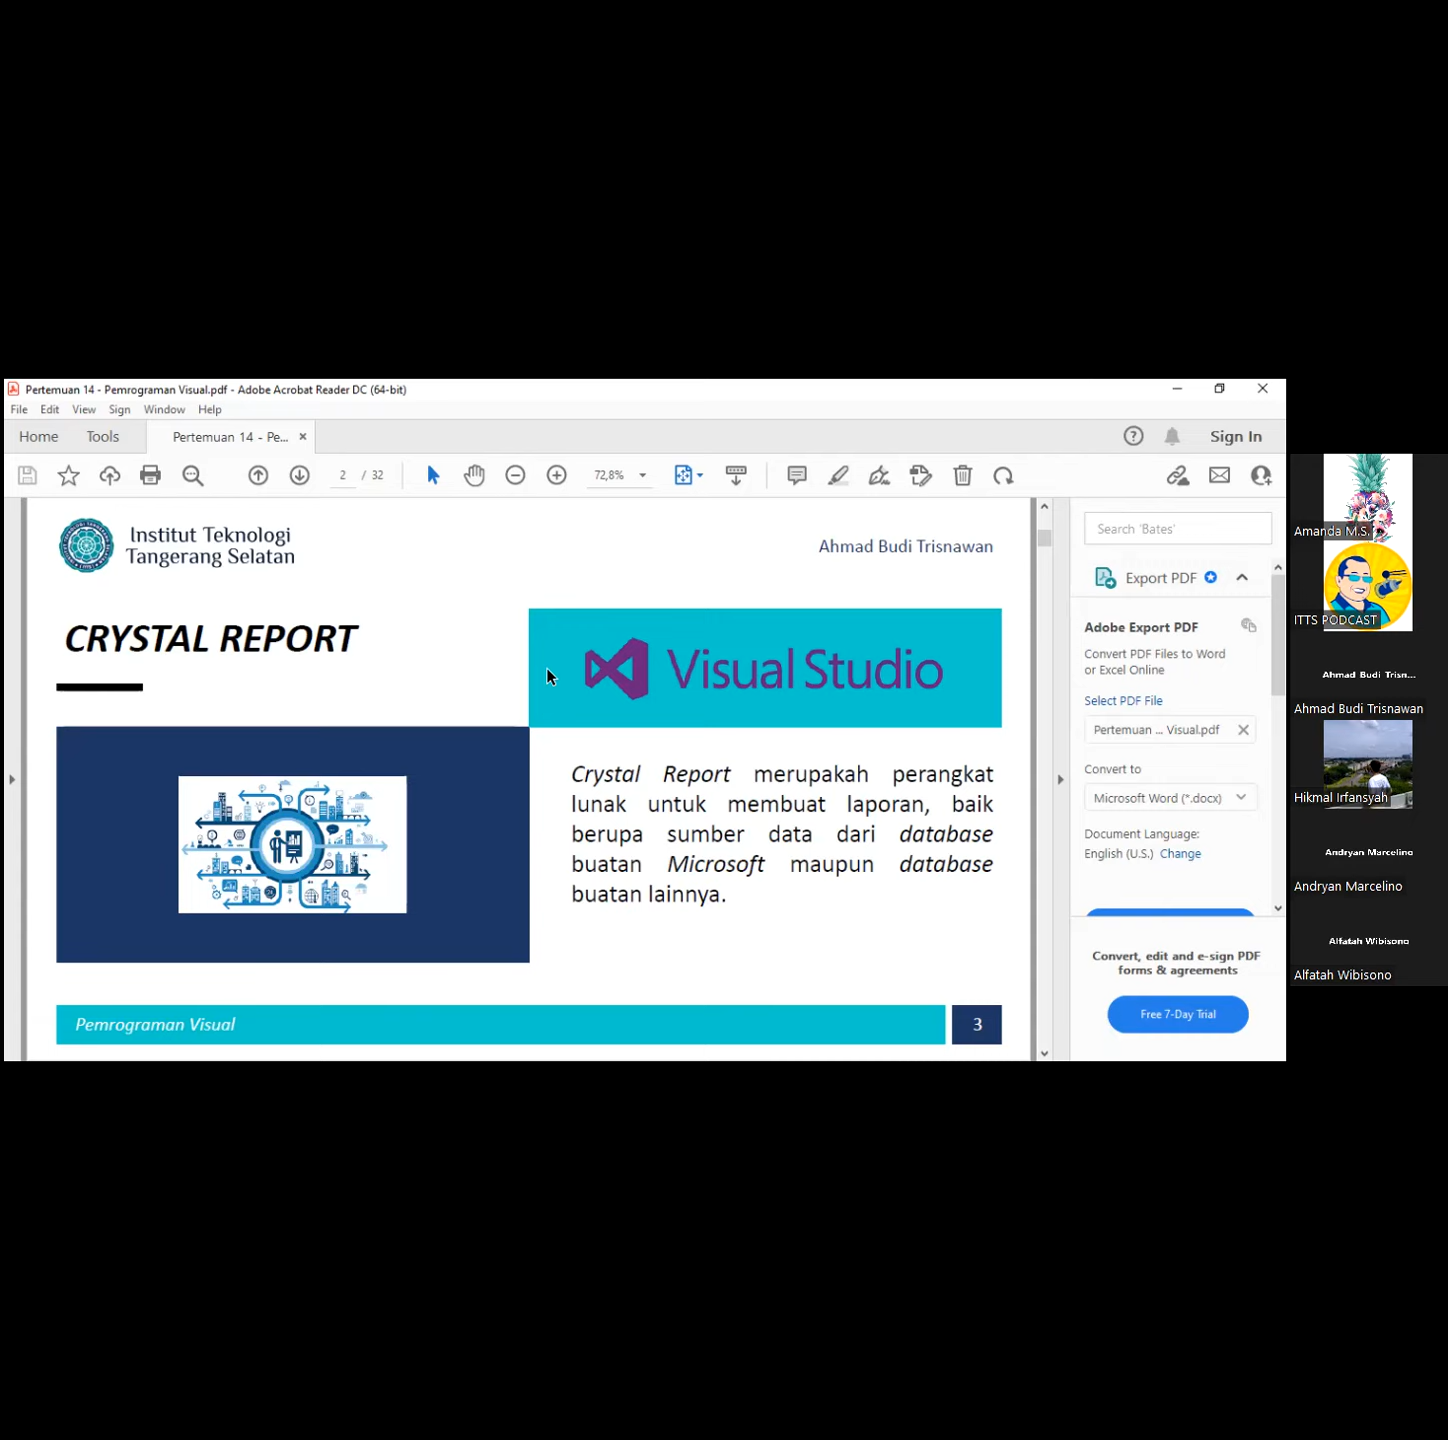 Pertemuan 14 - Pemrograman Visual.pdf - Adobe Acrobat Reader DC (64-bit)
File Edit View Sign Window Help
Home Tools Pertemuan 14 - Pe... × Sign In
2 / 32 72,8%
Institut Teknologi
Tangerang Selatan
Ahmad Budi Trisnawan
CRYSTAL REPORT
Visual Studio
Crystal Report merupakah perangkat
lunak untuk membuat laporan, baik
berupa sumber data dari database
buatan Microsoft maupun database
buatan lainnya.
Pemrograman Visual
3
Search 'Bates'
Export PDF
Adobe Export PDF
Convert PDF Files to Word
or Excel Online
Select PDF File
Pertemuan ... Visual.pdf
Convert to
Microsoft Word (*.docx)
Document Language:
English (U.S.) Change
Convert, edit and e-sign PDF
forms & agreements
Free 7-Day Trial
Amanda M.S.
ITTS PODCAST
Ahmad Budi Trisn...
Ahmad Budi Trisnawan
Hikmal Irfansyah
Andryan Marcelino
Andryan Marcelino
Alfatah Wibisono
Alfatah Wibisono